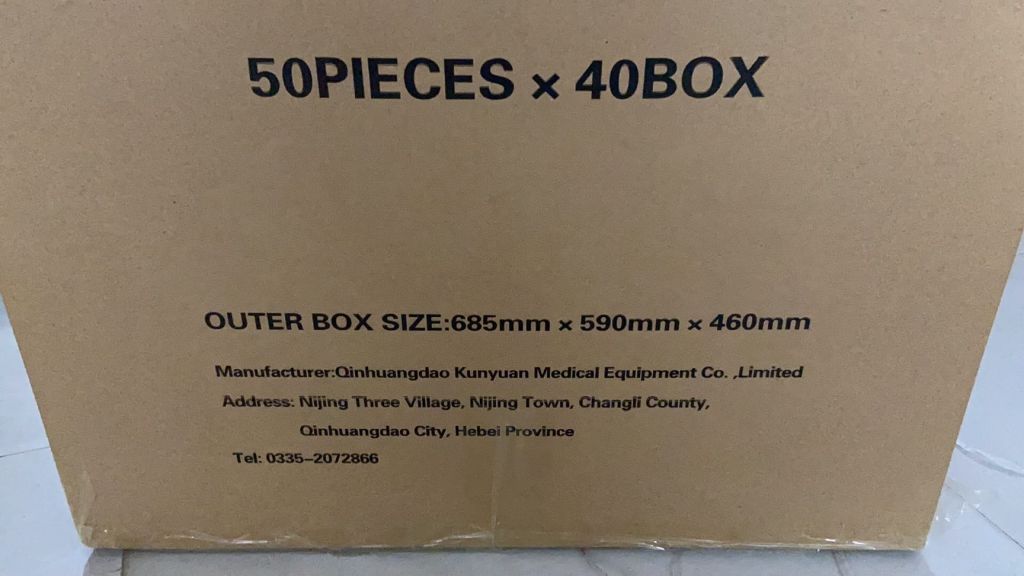 50PIECES × 40BOX
OUTER BOX SIZE:685mm × 590mm × 460mm
Manufacturer:Qinhuangdao Kunyuan Medical Equipment Co. ,Limited
Address: Nijing Three Village, Nijing Town, Changli County,
Qinhuangdao City, Hebei Province
Tel: 0335–2072866